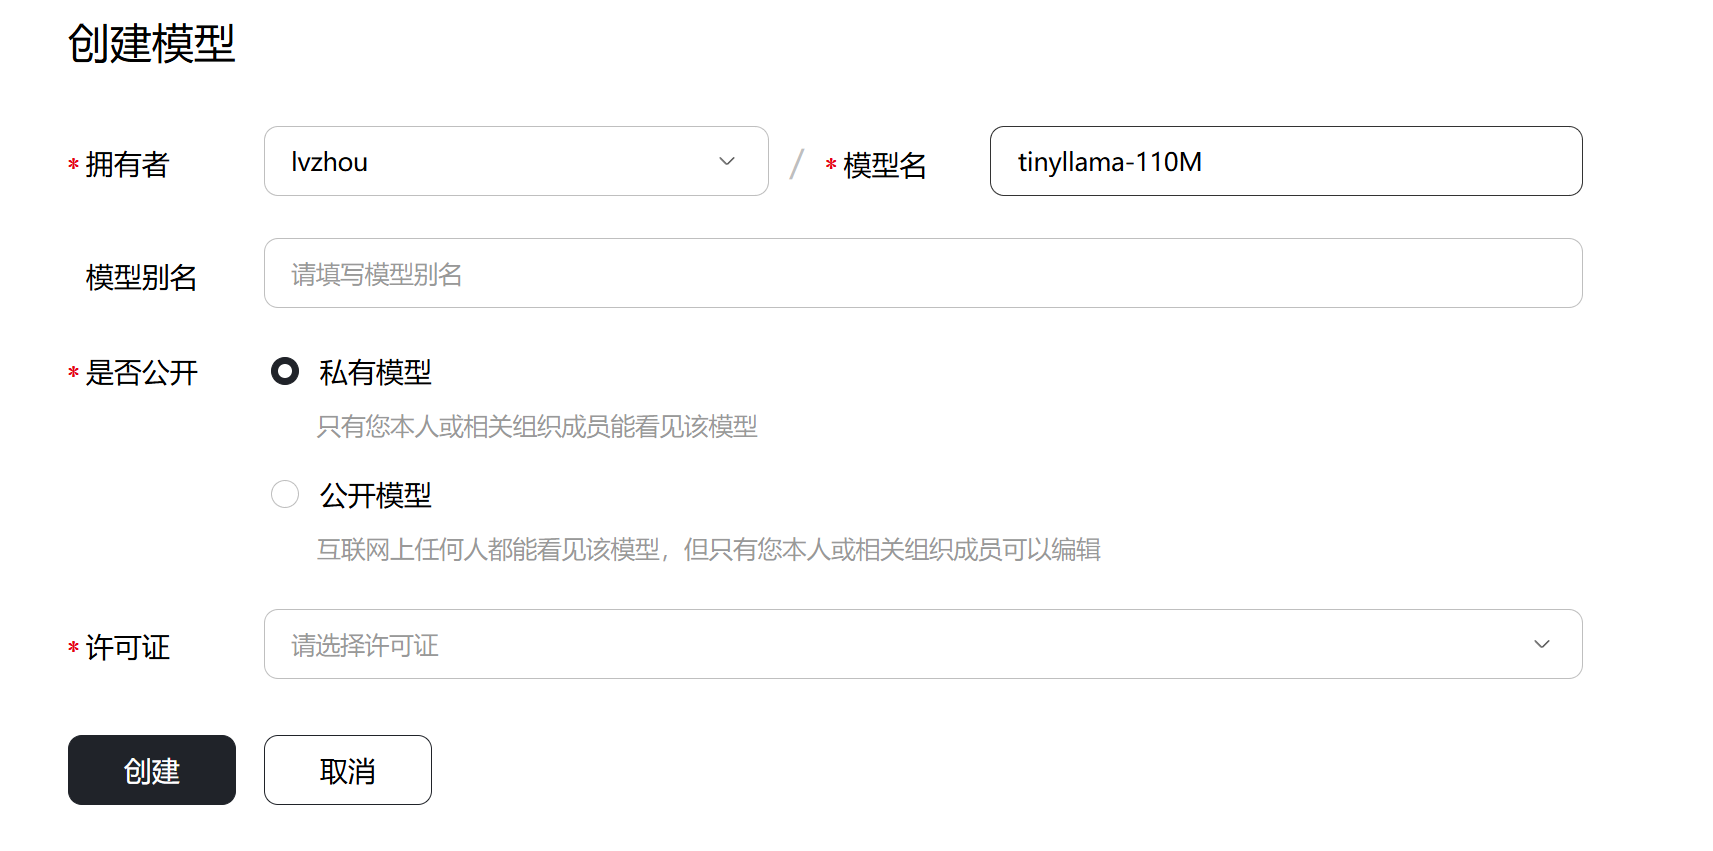 创建模型
* 拥有者 lvzhou / * 模型名 tinyllama-110M
模型别名 请填写模型别名
* 是否公开 私有模型
只有您本人或相关组织成员能看见该模型
公开模型
互联网上任何人都能看见该模型，但只有您本人或相关组织成员可以编辑
* 许可证 请选择许可证
创建 取消